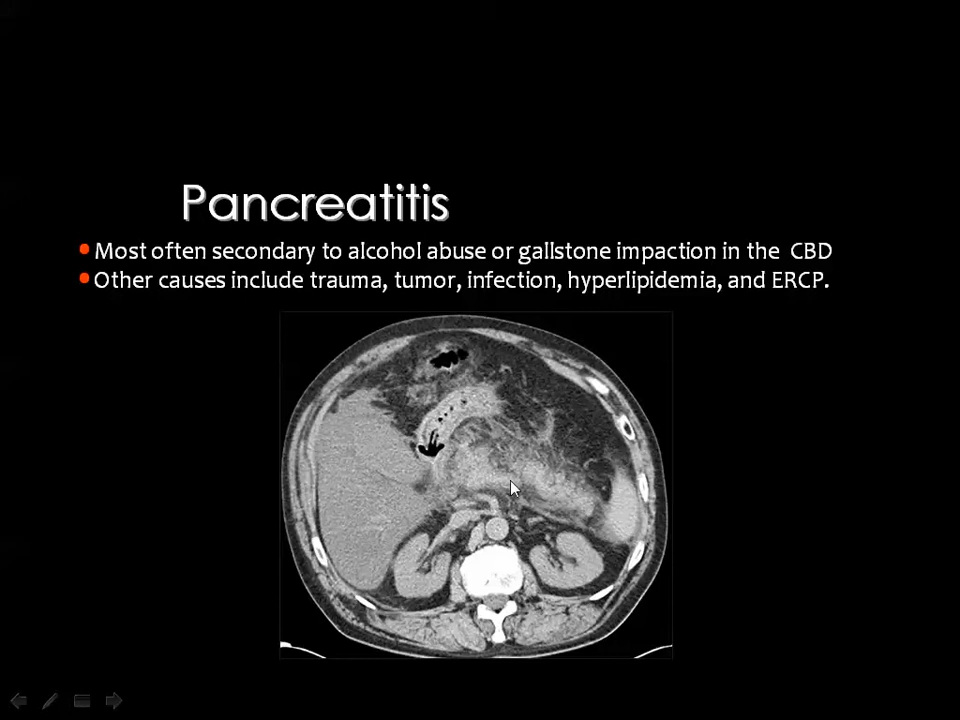 Pancreatitis
Most often secondary to alcohol abuse or gallstone impaction in the CBD
Other causes include trauma, tumor, infection, hyperlipidemia, and ERCP.